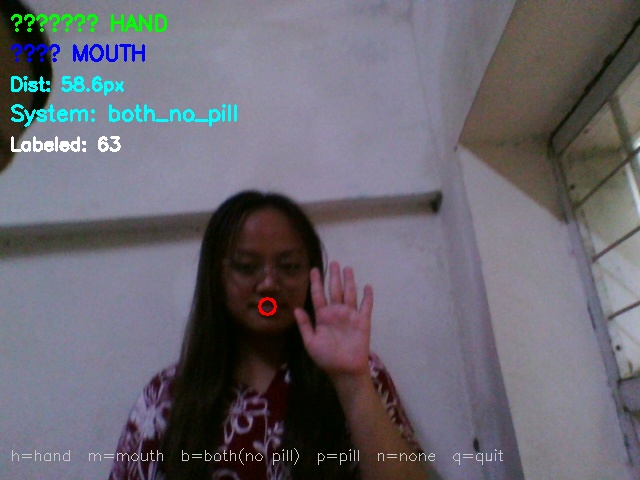 ??????? HAND
???? MOUTH
Dist: 58.6px
System: both_no_pill
Labeled: 63
h=hand m=mouth b=both(no pill) p=pill n=none q=quit